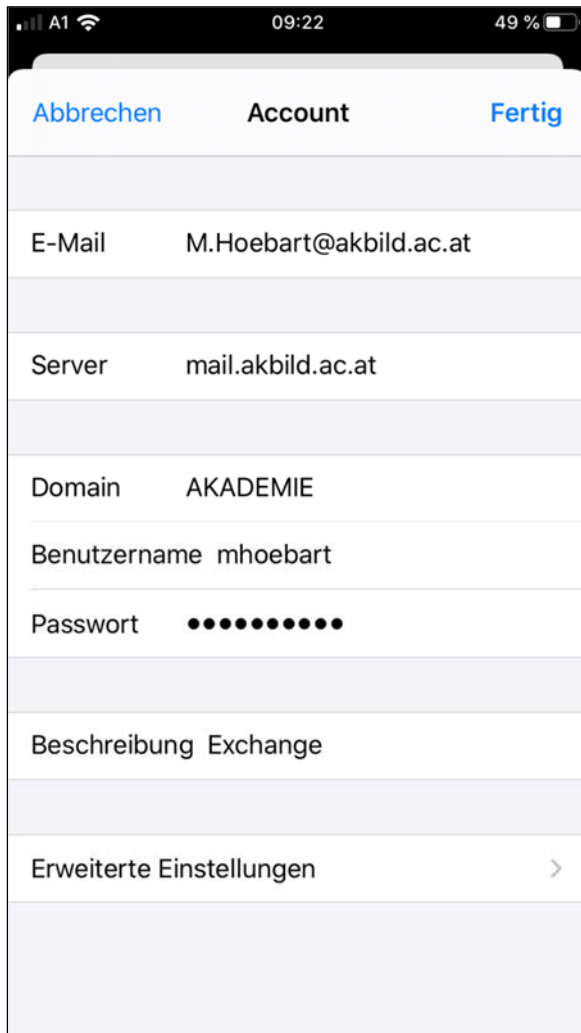 A1 09:22 49 %
Abbrechen Account Fertig
E-Mail M.Hoebart@akbild.ac.at
Server mail.akbild.ac.at
Domain AKADEMIE
Benutzername mhoebart
Passwort ●●●●●●●●●●
Beschreibung Exchange
Erweiterte Einstellungen